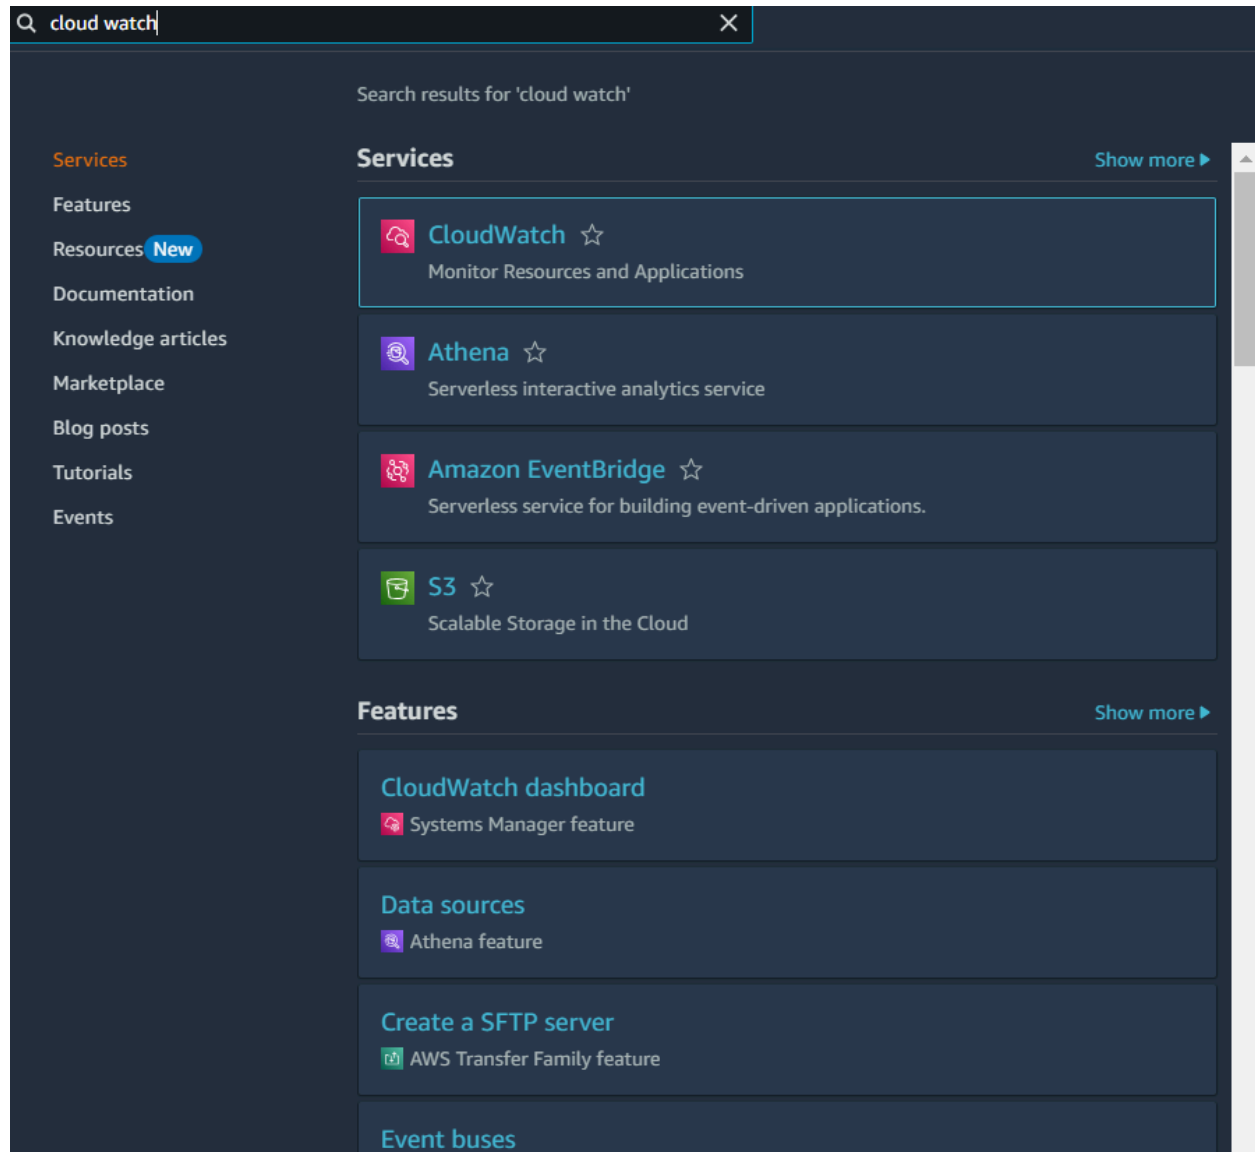 cloud watch
Search results for 'cloud watch'
Services
Features
Resources New
Documentation
Knowledge articles
Marketplace
Blog posts
Tutorials
Events
Services
Show more
CloudWatch
Monitor Resources and Applications
Athena
Serverless interactive analytics service
Amazon EventBridge
Serverless service for building event-driven applications.
S3
Scalable Storage in the Cloud
Features
Show more
CloudWatch dashboard
Systems Manager feature
Data sources
Athena feature
Create a SFTP server
AWS Transfer Family feature
Event buses